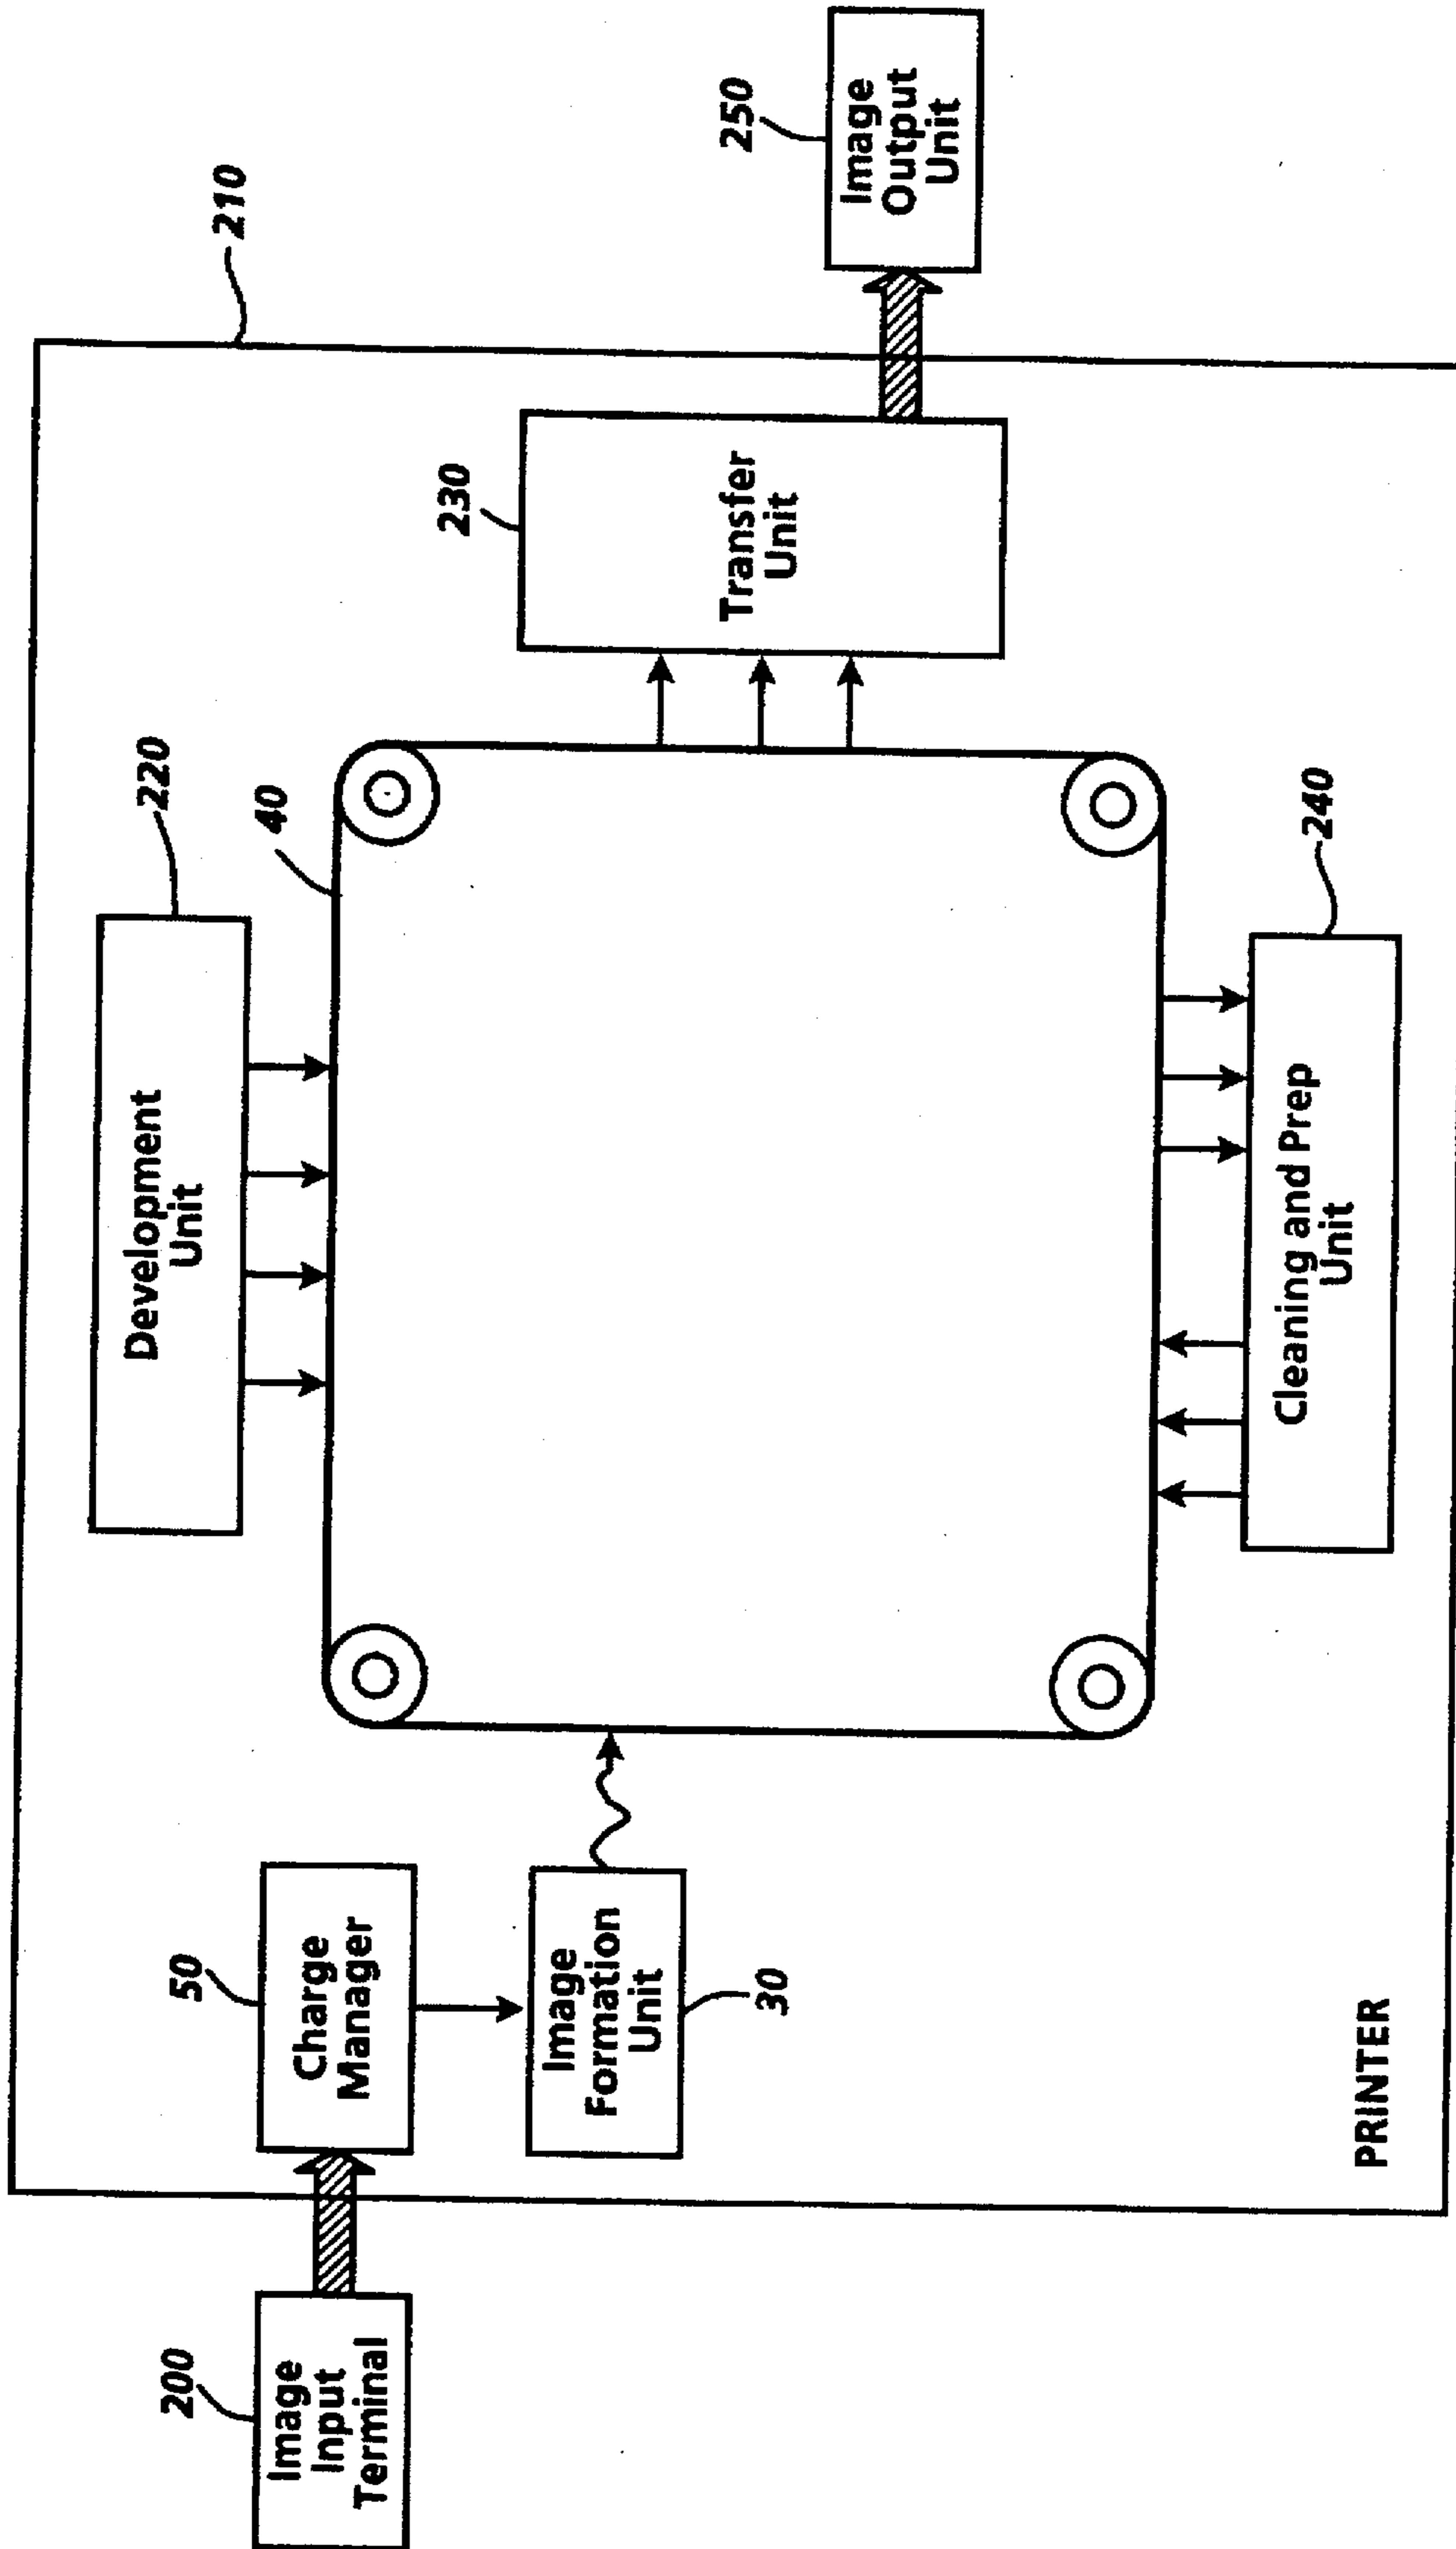 210
220
Development
Unit
40
50
Charge
Manager
200
Image
Input
Terminal
Image
Formation
Unit
30
230
Transfer
Unit
250
Image
Output
Unit
240
Cleaning and Prep
Unit
PRINTER